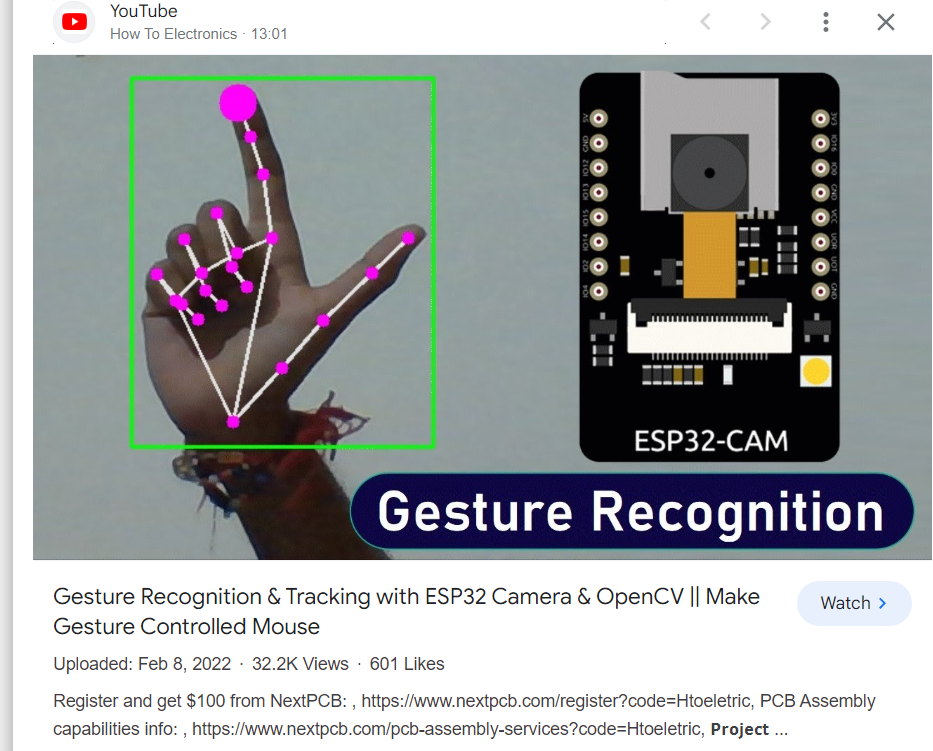 YouTube
How To Electronics · 13:01
5V
GND
IO12
IO13
IO15
IO14
IO2
IO4
3V3
IO16
IO0
GND
VCC
UOR
UOT
GND
ESP32-CAM
Gesture Recognition
Gesture Recognition & Tracking with ESP32 Camera & OpenCV || Make
Gesture Controlled Mouse
Watch
Uploaded: Feb 8, 2022 · 32.2K Views · 601 Likes
Register and get $100 from NextPCB: , https://www.nextpcb.com/register?code=Htoeletric, PCB Assembly
capabilities info: , https://www.nextpcb.com/pcb-assembly-services?code=Htoeletric, Project ...